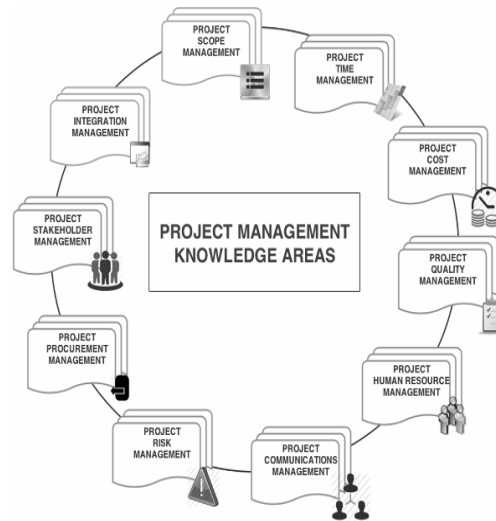 PROJECT
SCOPE
MANAGEMENT
PROJECT
TIME
MANAGEMENT
PROJECT
INTEGRATION
MANAGEMENT
PROJECT
COST
MANAGEMENT
PROJECT
STAKEHOLDER
MANAGEMENT
PROJECT MANAGEMENT
KNOWLEDGE AREAS
PROJECT
QUALITY
MANAGEMENT
PROJECT
PROCUREMENT
MANAGEMENT
PROJECT
HUMAN RESOURCE
MANAGEMENT
PROJECT
RISK
MANAGEMENT
PROJECT
COMMUNICATIONS
MANAGEMENT